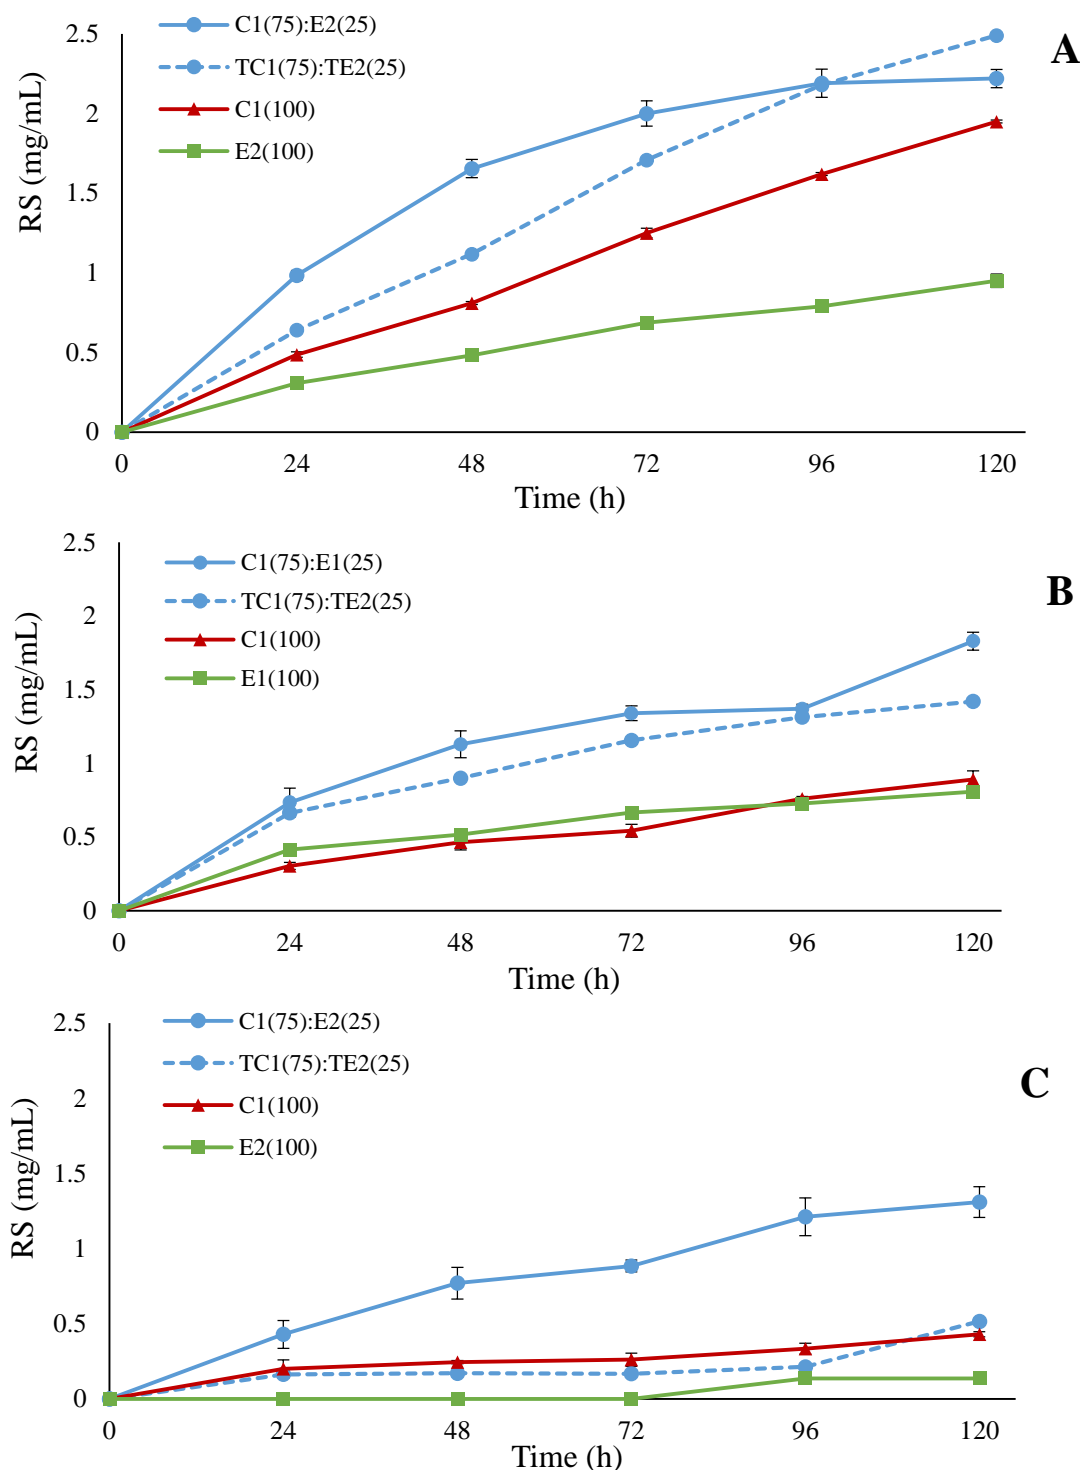 C1(75):E2(25)
TC1(75):TE2(25)
C1(100)
E2(100)
A
RS (mg/mL)
2.5
2
1.5
1
0.5
0
0 24 48 72 96 120
Time (h)
C1(75):E1(25)
TC1(75):TE2(25)
C1(100)
E1(100)
B
RS (mg/mL)
2.5
2
1.5
1
0.5
0
0 24 48 72 96 120
Time (h)
C1(75):E2(25)
TC1(75):TE2(25)
C1(100)
E2(100)
C
RS (mg/mL)
2.5
2
1.5
1
0.5
0
0 24 48 72 96 120
Time (h)